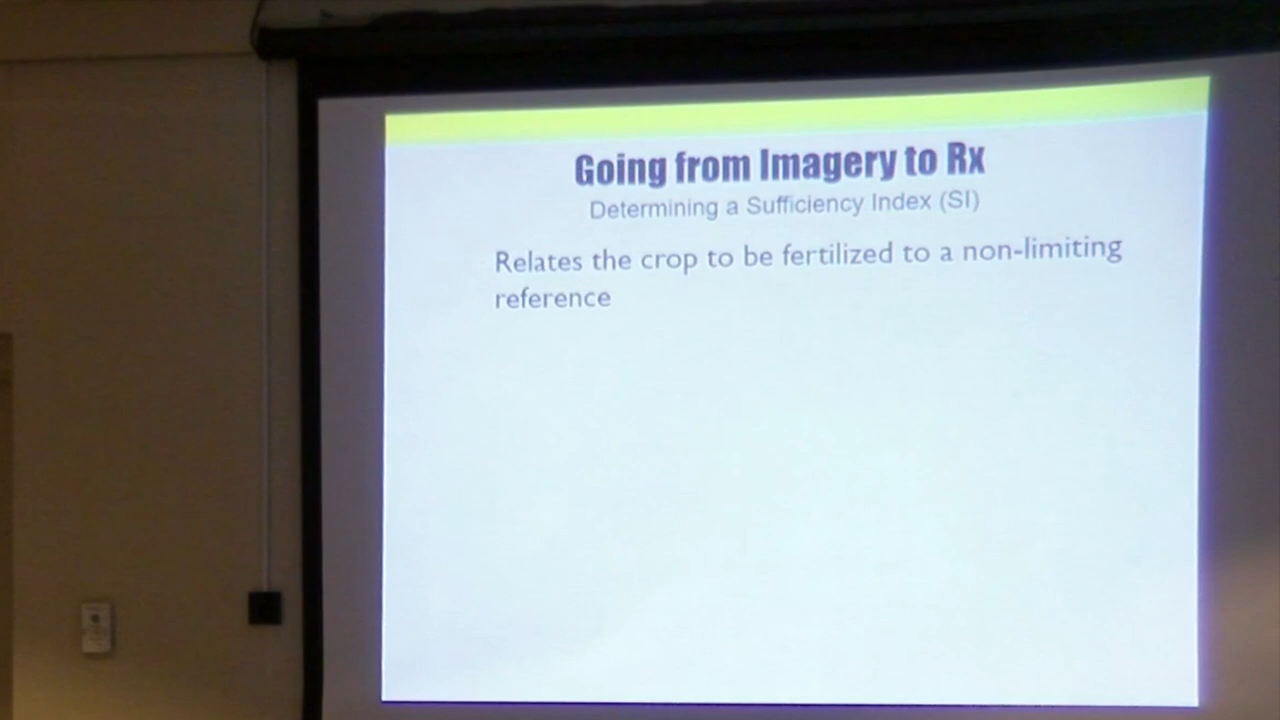 Going from Imagery to Rx
Determining a Sufficiency Index (SI)
Relates the crop to be fertilized to a non-limiting
reference